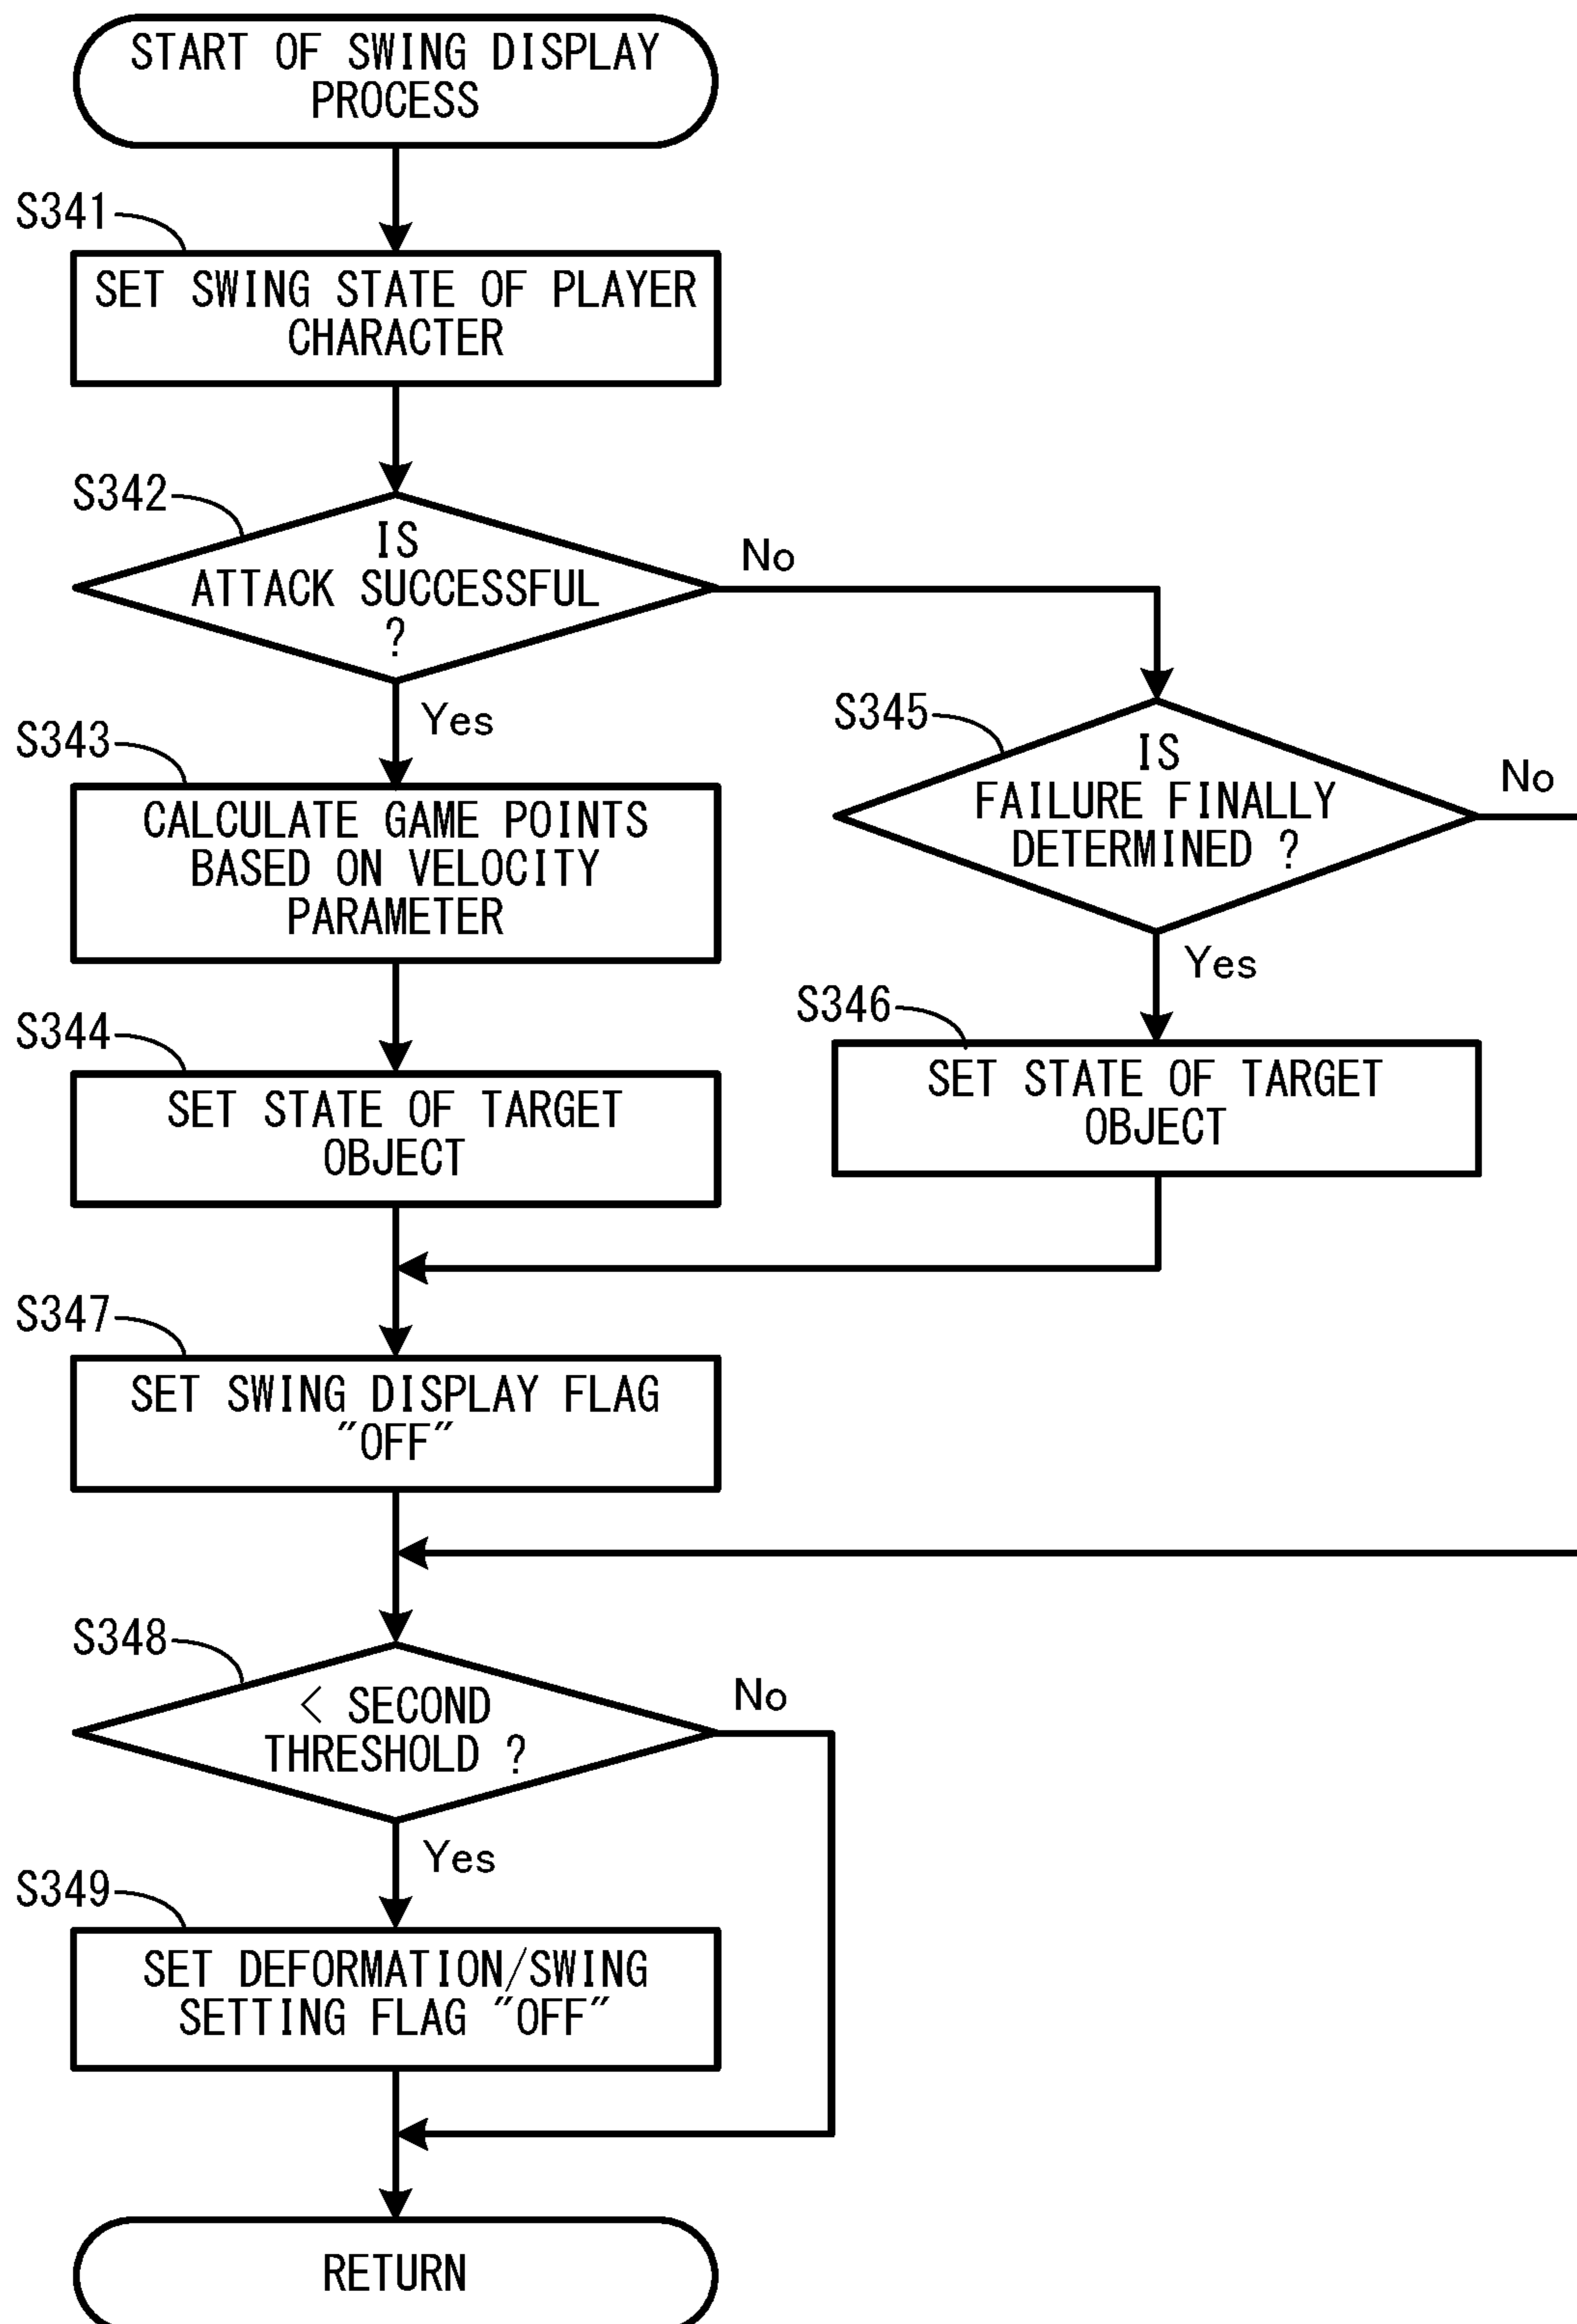 START OF SWING DISPLAY
PROCESS
S341
SET SWING STATE OF PLAYER
CHARACTER
S342
IS
ATTACK SUCCESSFUL
?
No
Yes
S343
CALCULATE GAME POINTS
BASED ON VELOCITY
PARAMETER
S344
SET STATE OF TARGET
OBJECT
S345
IS
FAILURE FINALLY
DETERMINED ?
No
Yes
S346
SET STATE OF TARGET
OBJECT
S347
SET SWING DISPLAY FLAG
"OFF"
S348
< SECOND
THRESHOLD ?
No
Yes
S349
SET DEFORMATION/SWING
SETTING FLAG "OFF"
RETURN